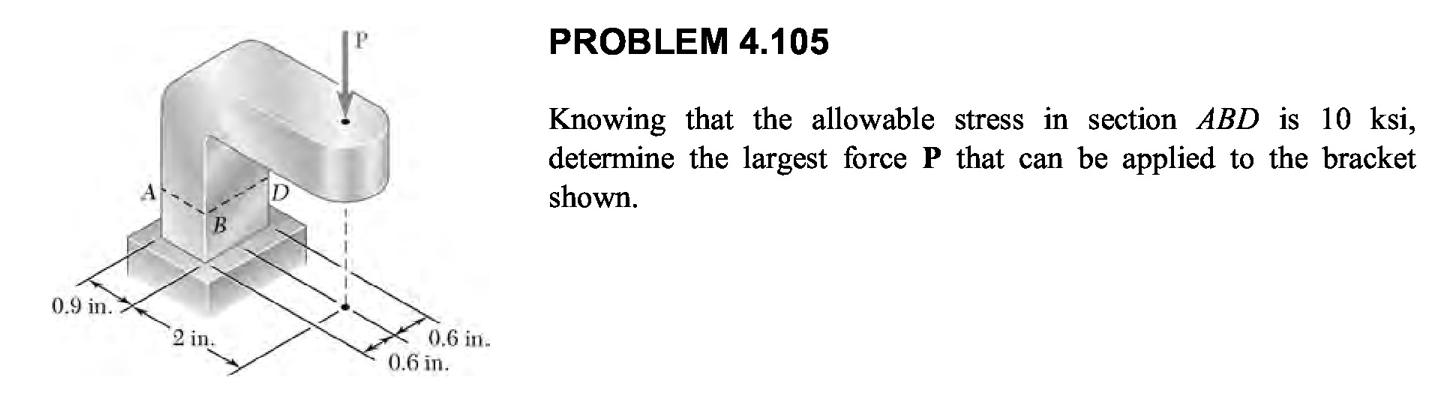 P
PROBLEM 4.105
Knowing that the allowable stress in section ABD is 10 ksi,
determine the largest force P that can be applied to the bracket
shown.
A
D
B
0.9 in.
2 in.
0.6 in.
0.6 in.